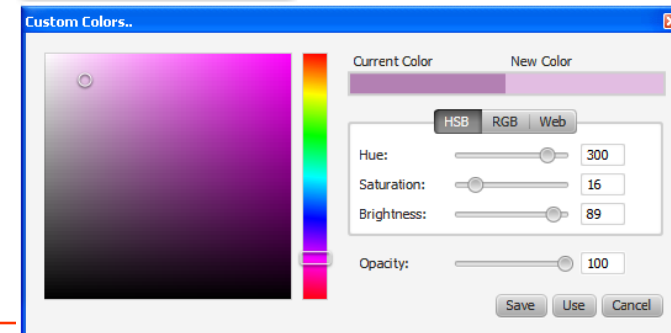 Custom Colors..
Current Color New Color
HSB RGB Web
Hue: 300
Saturation: 16
Brightness: 89
Opacity: 100
Save Use Cancel